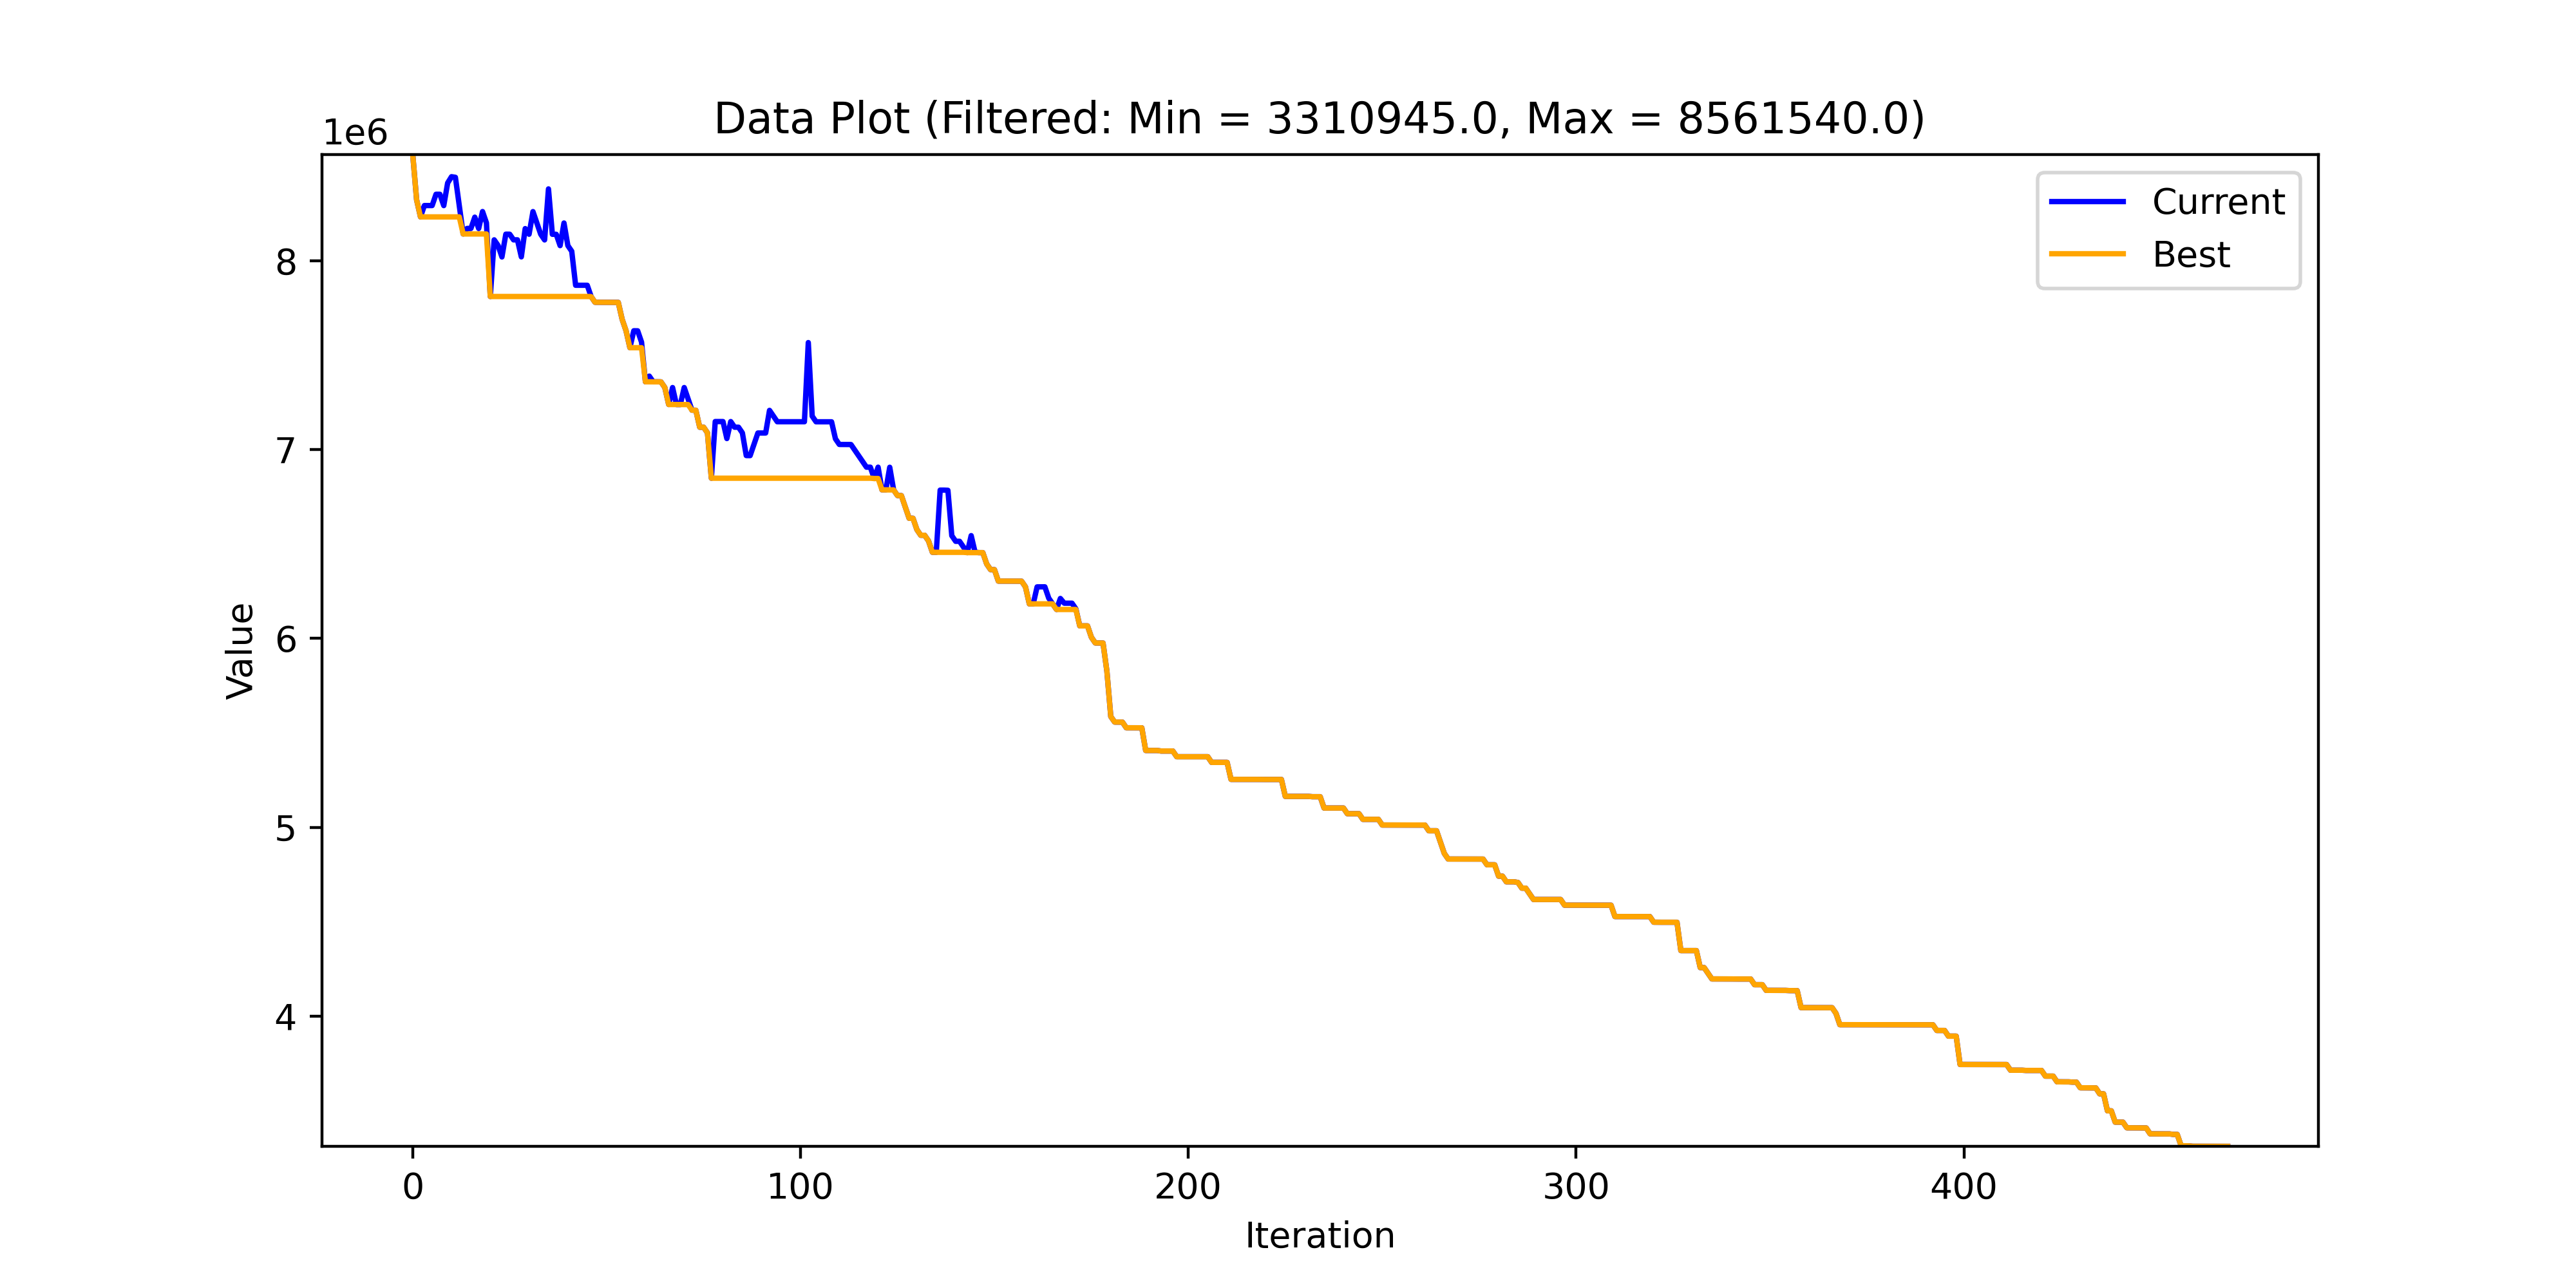 Data Plot (Filtered: Min = 3310945.0, Max = 8561540.0)
1e6
Current
Best
8
7
6
5
4
Value
0 100 200 300 400
Iteration